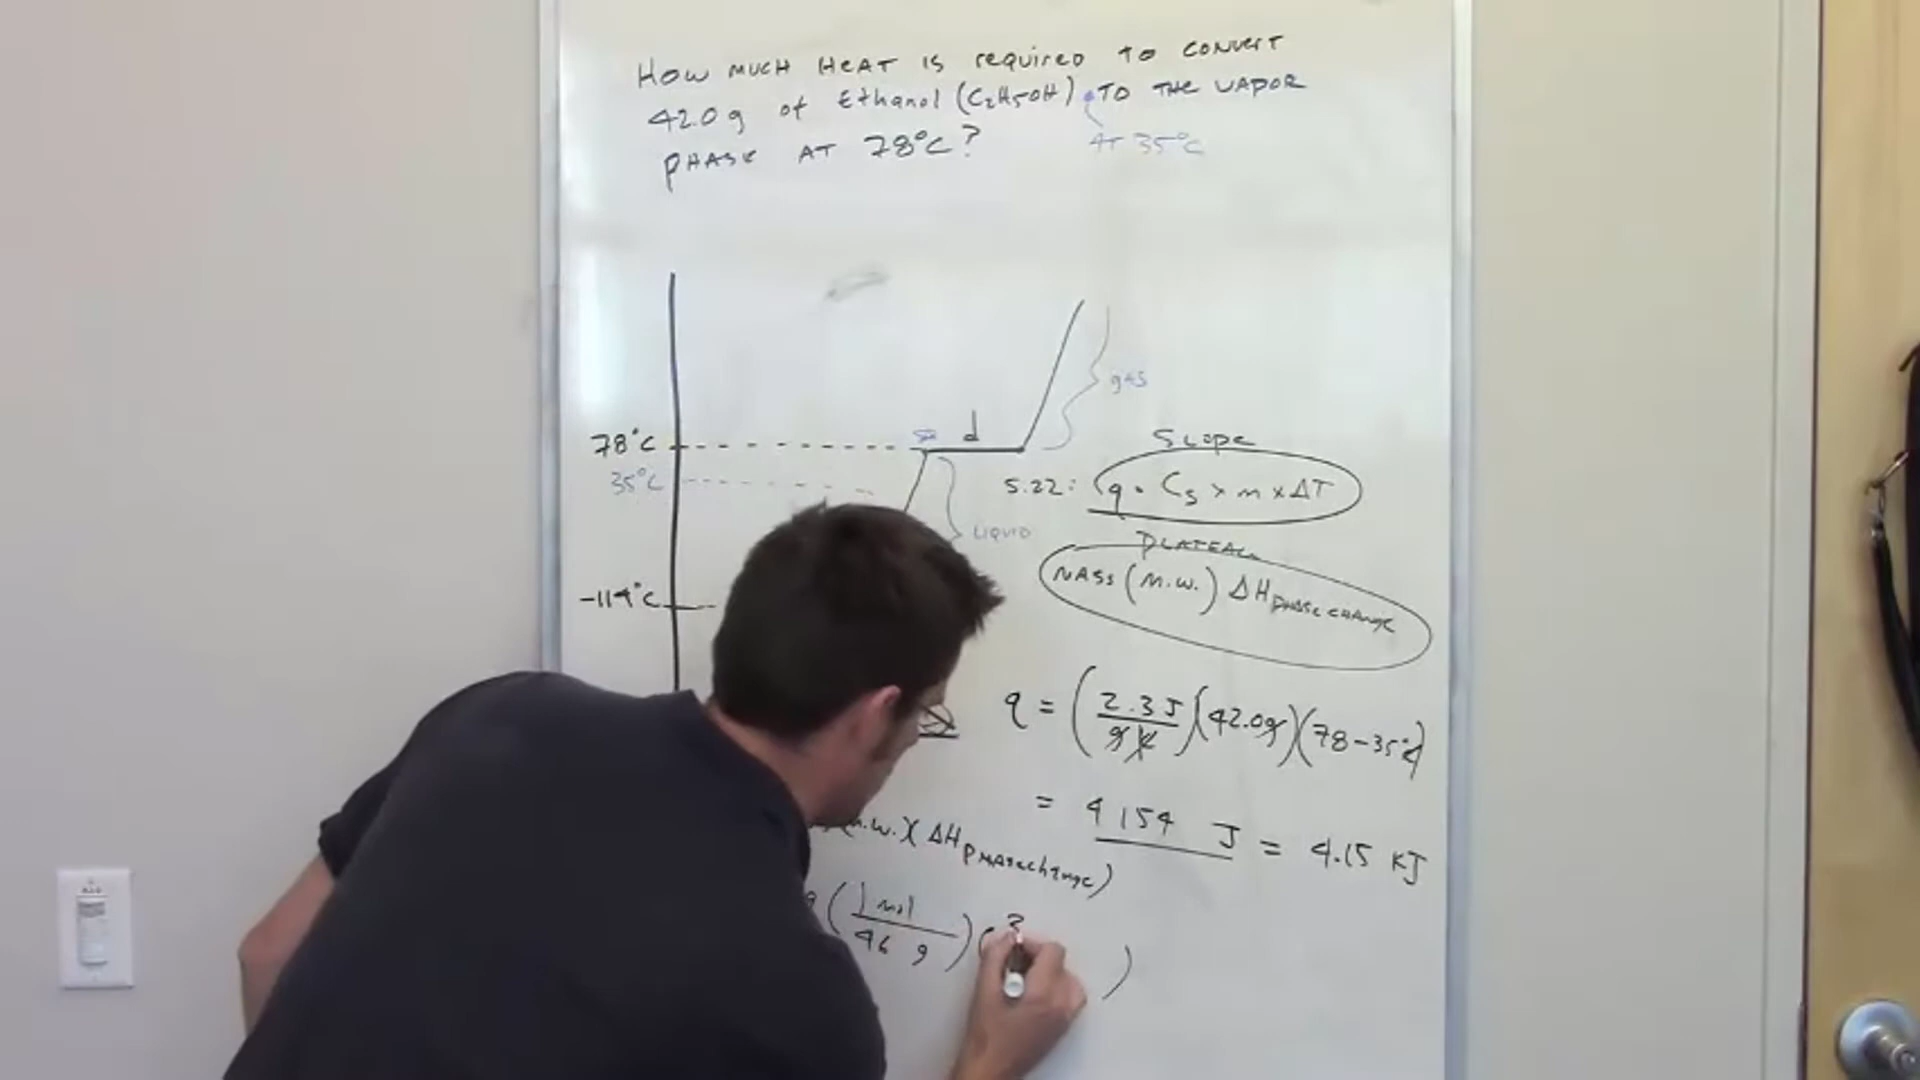 HOW MUCH HEAT IS required TO CONVERT
42.0 g of Ethanol (C₂H₅OH) TO THE VAPOR
AT 35°C
PHASE AT 78°C?
gas
d
78°C
35°C
LIQUID
-114°C
SLOPE
5.22: q = Cs × m × ΔT
PLATEAU
MASS (M.W.) ΔH PHASE CHANGE
q = (2.3 J / g °C)(42.0g)(78-35°C)
= 4154 J = 4.15 KJ
(M.W.)(ΔH phase change)
g (1 mol / 46 g)( )